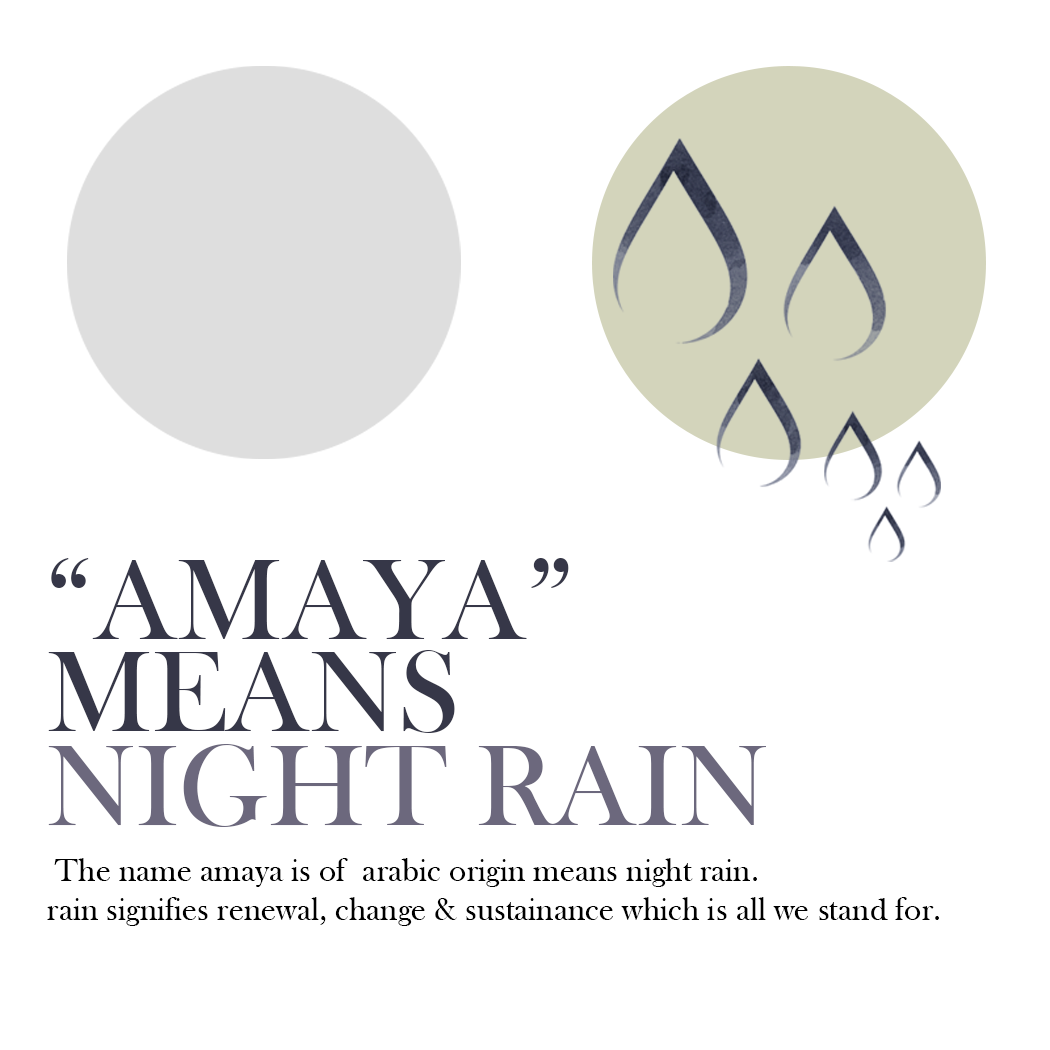 “AMAYA”
MEANS
NIGHT RAIN
The name amaya is of  arabic origin means night rain.
rain signifies renewal, change & sustainance which is all we stand for.